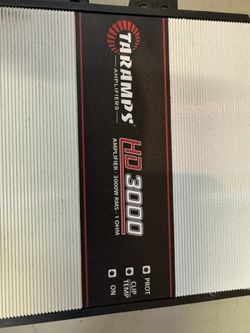 TARAMPS
AMPLIFIERS
HD 3000
AMPLIFIER - 3000W RMS - 1 OHM
PROT
CLIP
TEMP
ON